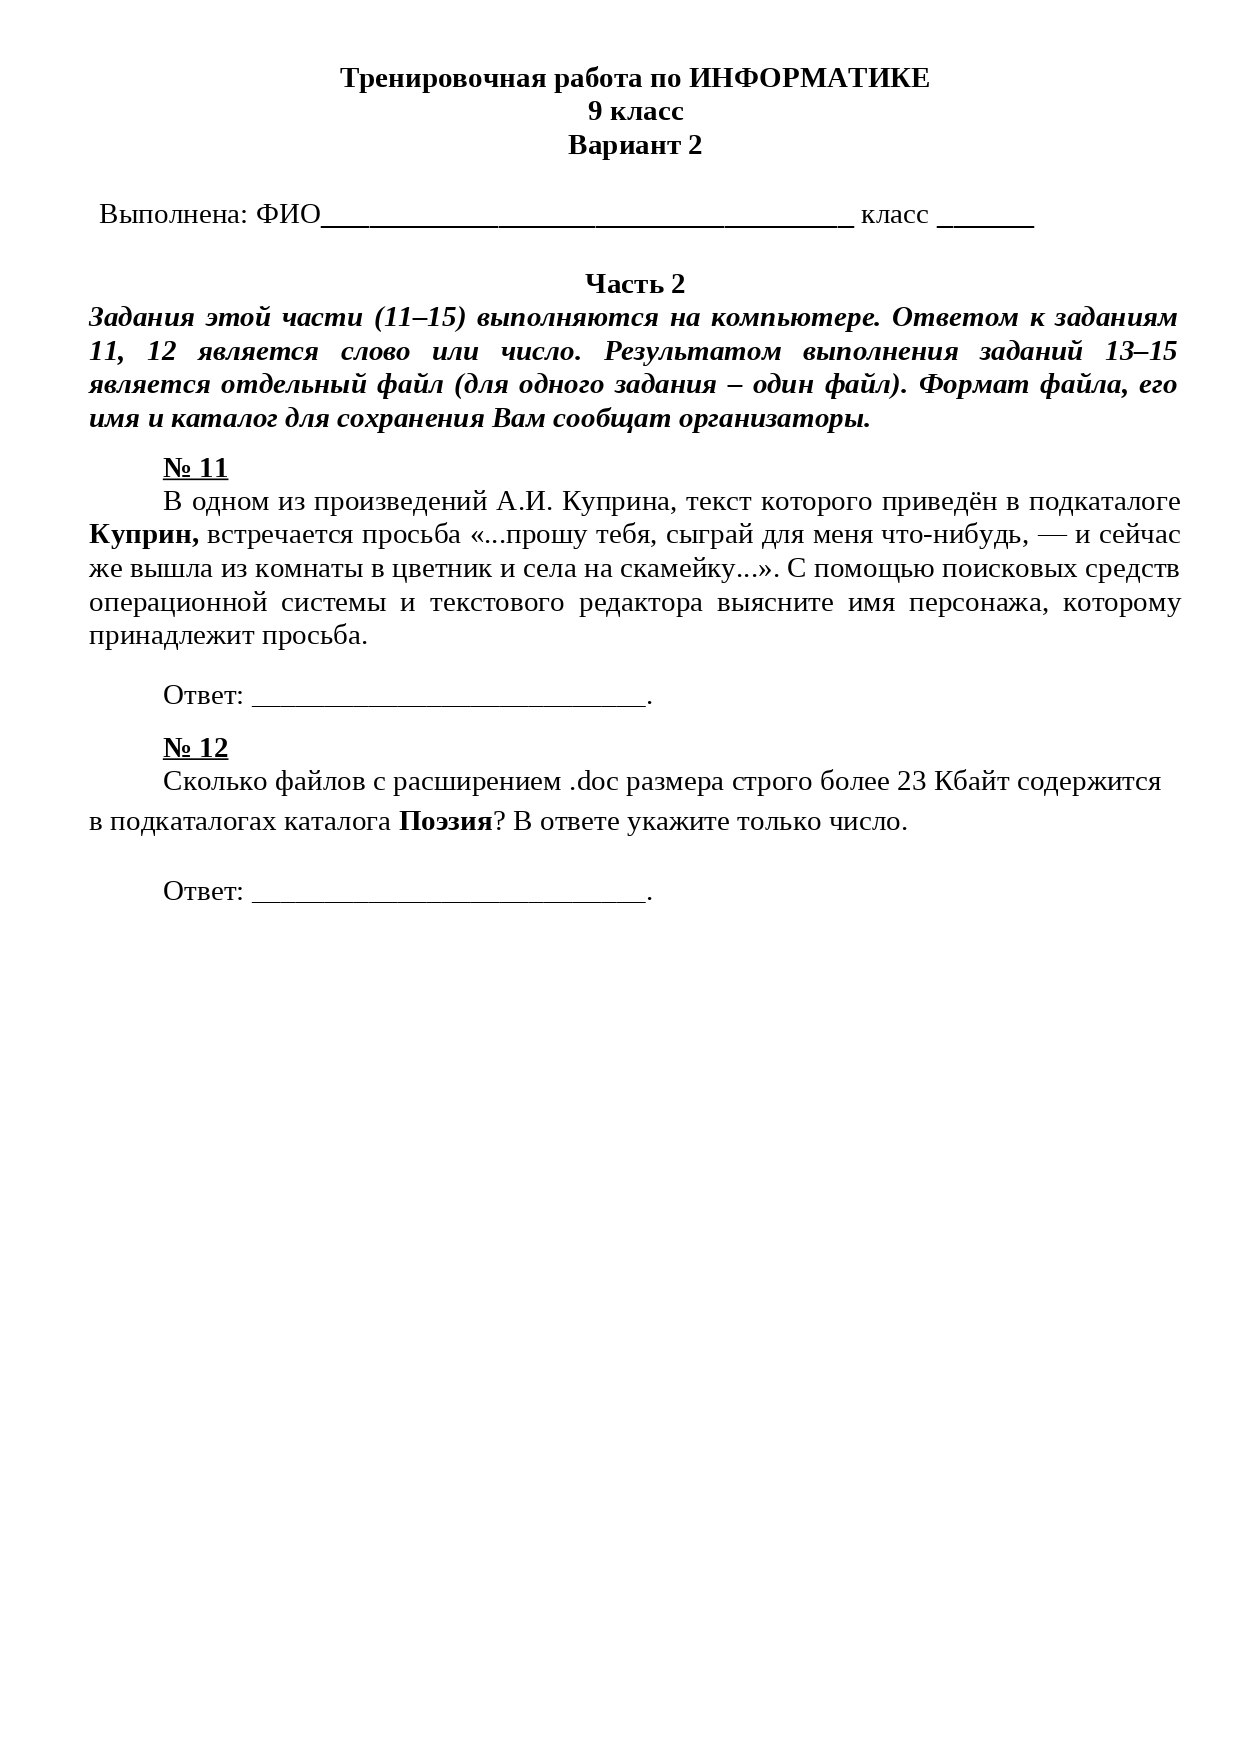 Тренировочная работа по ИНФОРМАТИКЕ
9 класс
Вариант 2
Выполнена: ФИО_________________________________ класс ______
Часть 2
Задания этой части (11–15) выполняются на компьютере. Ответом к заданиям
11, 12 является слово или число. Результатом выполнения заданий 13–15
является отдельный файл (для одного задания – один файл). Формат файла, его
имя и каталог для сохранения Вам сообщат организаторы.
№ 11
В одном из произведений А.И. Куприна, текст которого приведён в подкаталоге
Куприн, встречается просьба «...прошу тебя, сыграй для меня что-нибудь, — и сейчас
же вышла из комнаты в цветник и села на скамейку...». С помощью поисковых средств
операционной системы и текстового редактора выясните имя персонажа, которому
принадлежит просьба.
Ответ: ___________________________.
№ 12
Сколько файлов с расширением .doc размера строго более 23 Кбайт содержится
в подкаталогах каталога Поэзия? В ответе укажите только число.
Ответ: ___________________________.